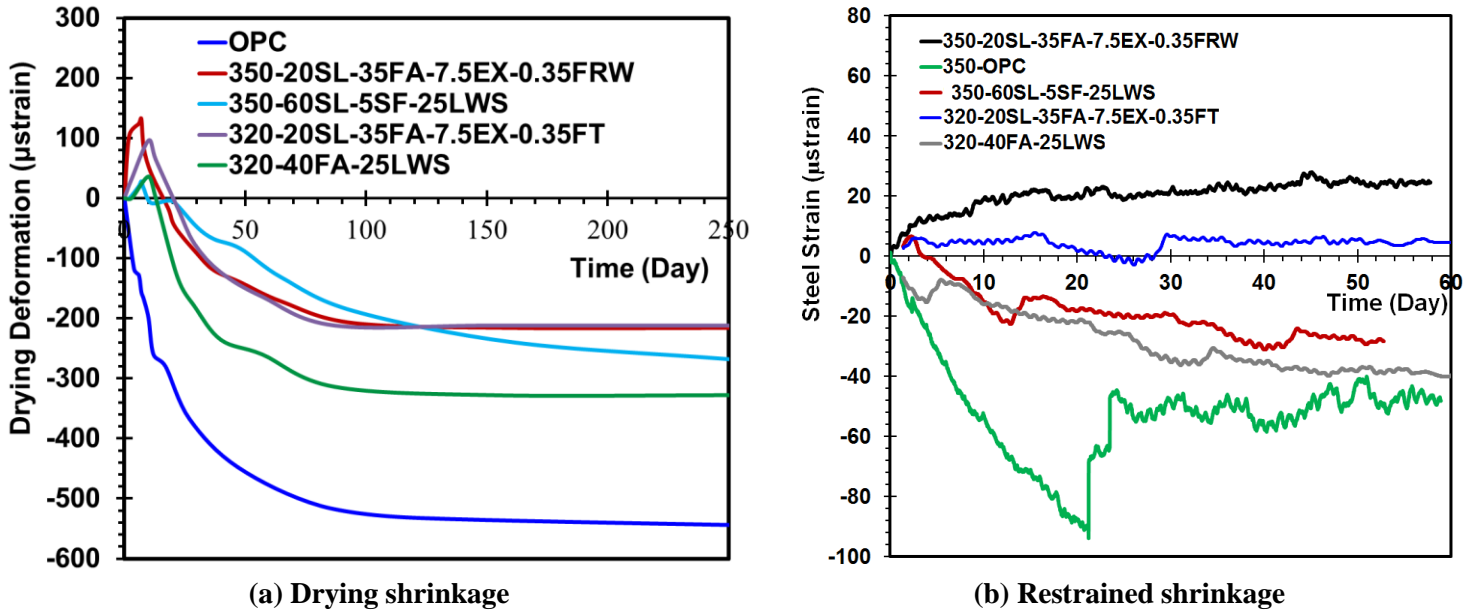 300
200
100
0
-100
-200
-300
-400
-500
-600
Drying Deformation (µstrain)
OPC
350-20SL-35FA-7.5EX-0.35FRW
350-60SL-5SF-25LWS
320-20SL-35FA-7.5EX-0.35FT
320-40FA-25LWS
0 50 100 150 200 250
Time (Day)
(a) Drying shrinkage
80
60
40
20
0
-20
-40
-60
-80
-100
Steel Strain (µstrain)
350-20SL-35FA-7.5EX-0.35FRW
350-OPC
350-60SL-5SF-25LWS
320-20SL-35FA-7.5EX-0.35FT
320-40FA-25LWS
0 10 20 30 40 50 60
Time (Day)
(b) Restrained shrinkage